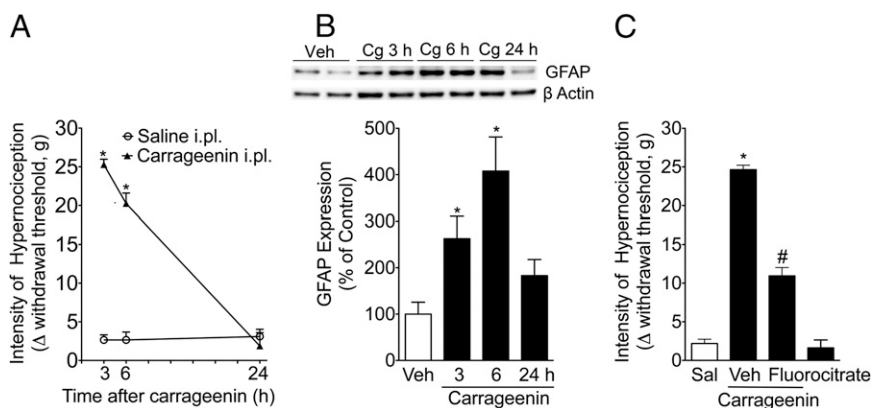 A
Intensity of Hypernociception
(Δ withdrawal threshold, g)
30
25
20
15
10
5
0
Saline i.pl.
Carrageenin i.pl.
*
*
3
6
24
Time after carrageenin (h)
B
Veh
Cg 3 h
Cg 6 h
Cg 24 h
GFAP
β Actin
GFAP Expression
(% of Control)
500
400
300
200
100
0
*
*
Veh
3
6
24 h
Carrageenin
C
Intensity of Hypernociception
(Δ withdrawal threshold, g)
30
25
20
15
10
5
0
*
#
Sal
Veh
Fluorocitrate
Carrageenin